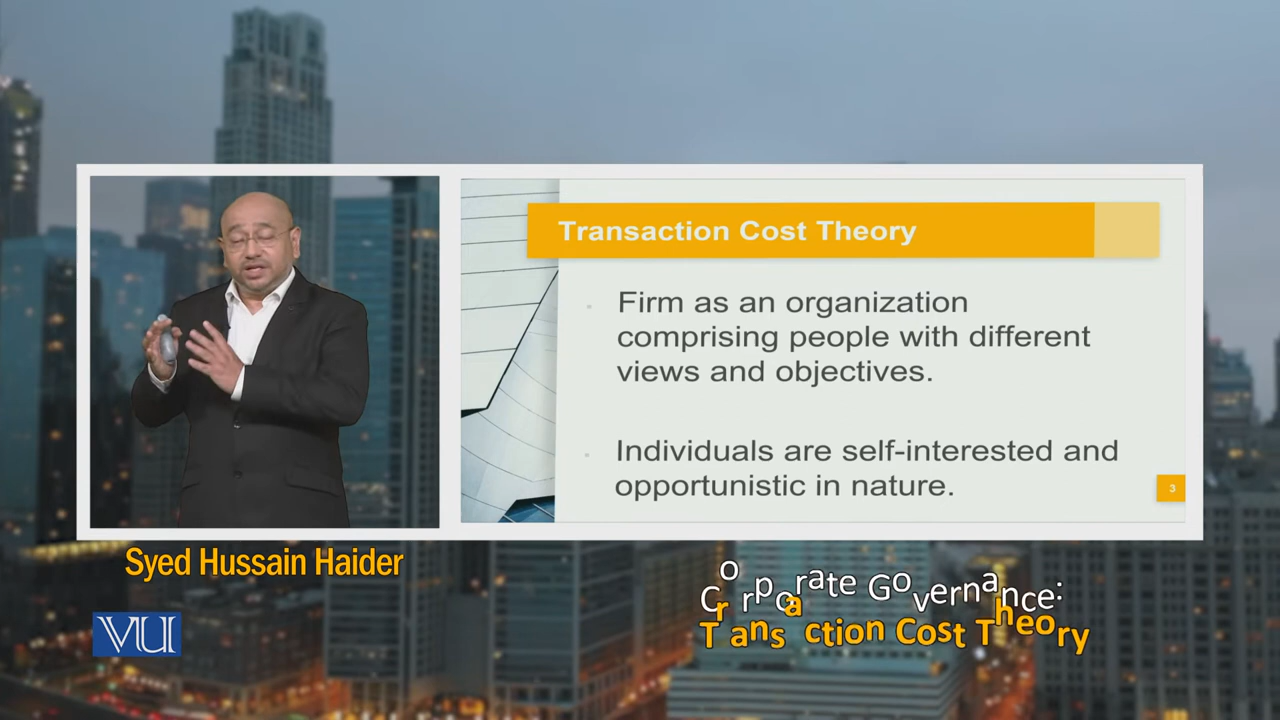 Transaction Cost Theory
Firm as an organization
comprising people with different
views and objectives.
Individuals are self-interested and
opportunistic in nature.
3
Syed Hussain Haider
VU
Corporate Governance:
Transaction Cost Theory